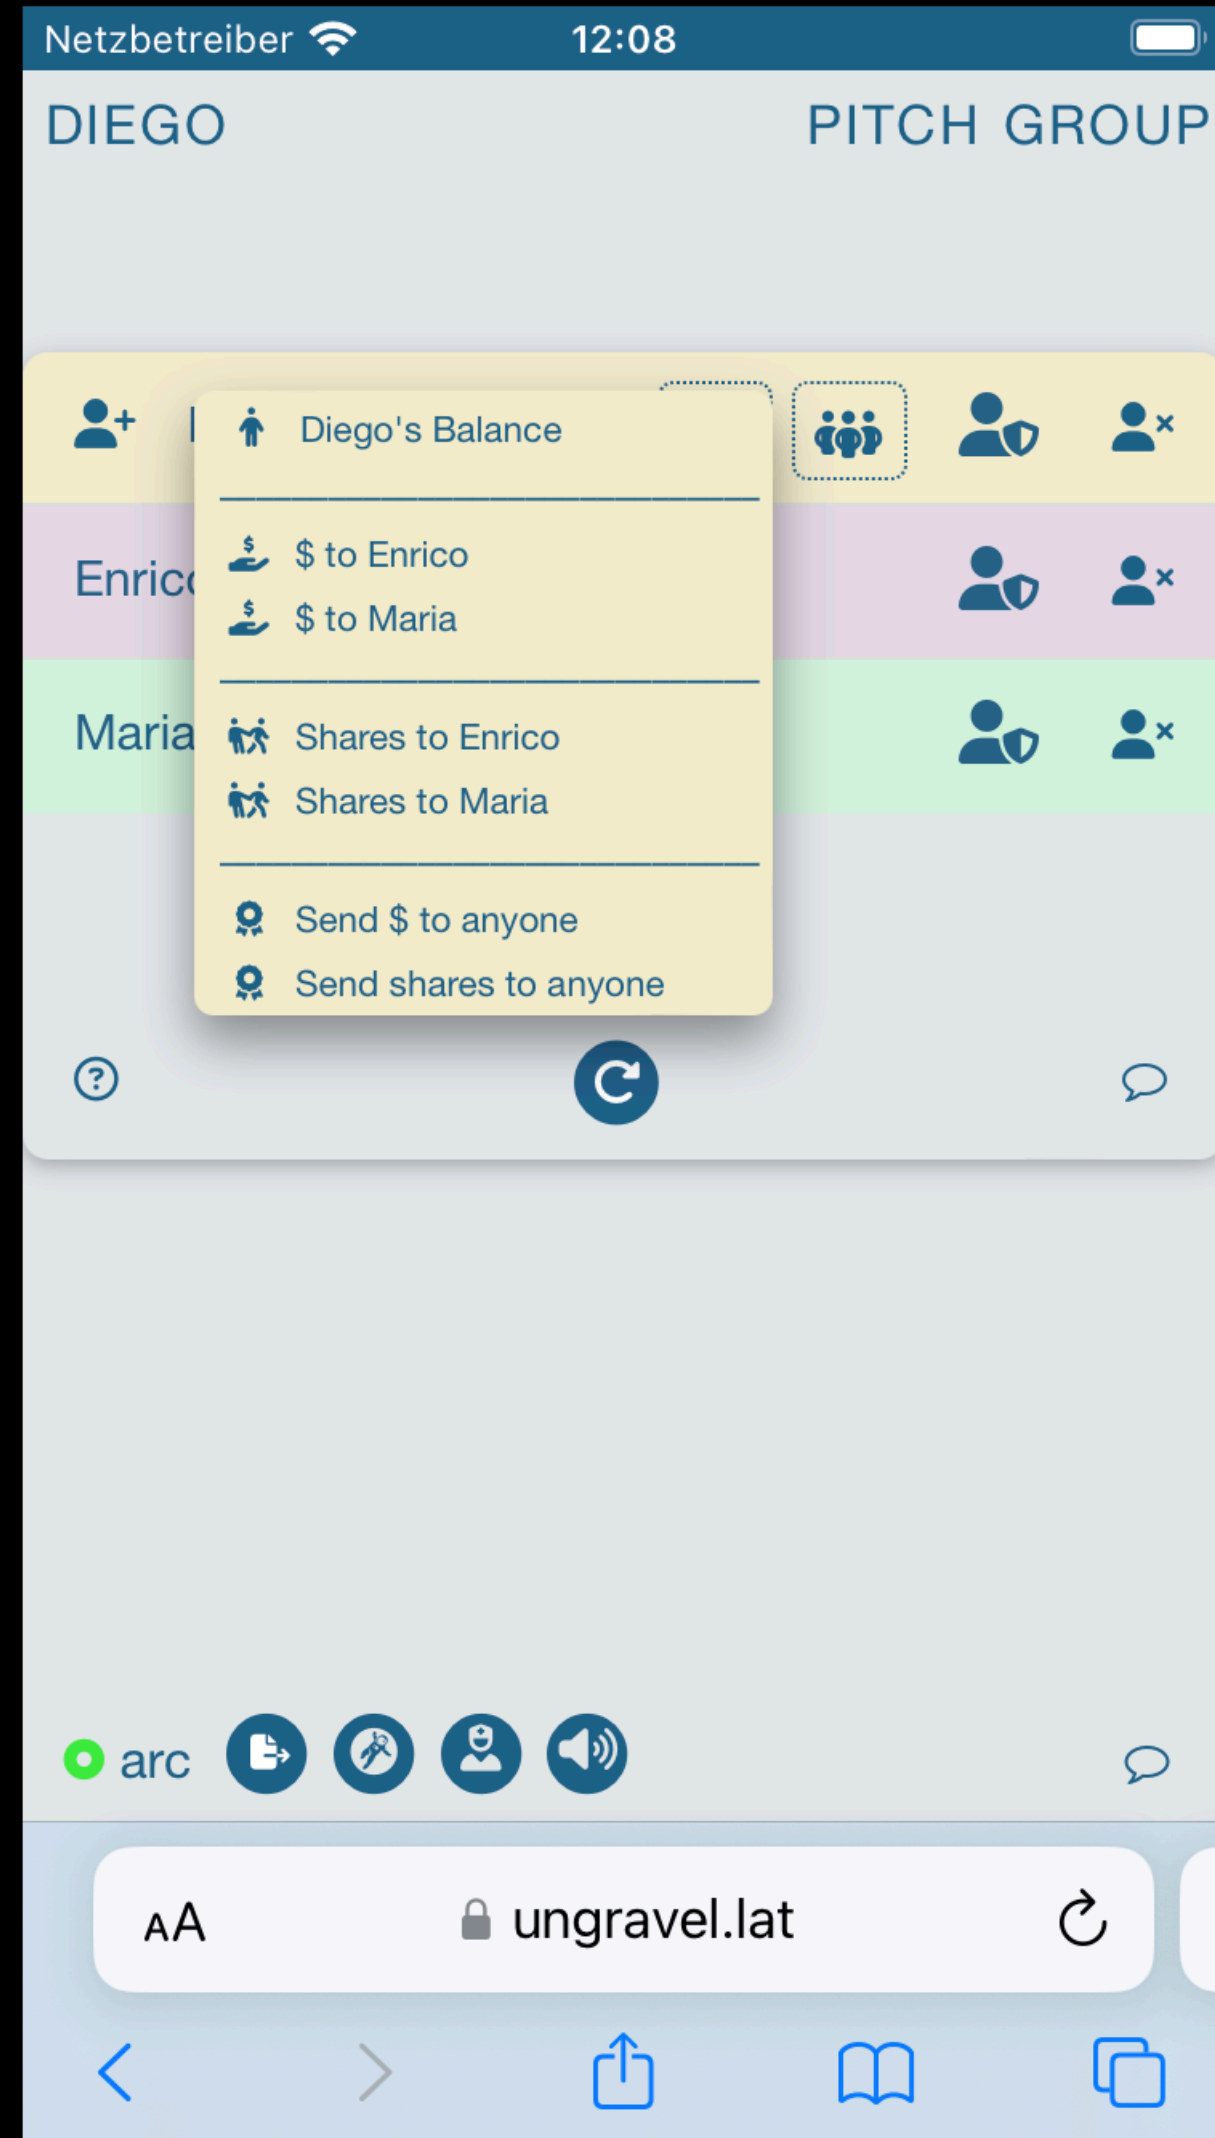 Netzbetreiber 12:08
DIEGO PITCH GROUP
Diego's Balance
$ to Enrico
Enrico
$ to Maria
Maria
Shares to Enrico
Shares to Maria
Send $ to anyone
Send shares to anyone
arc
AA ungravel.lat